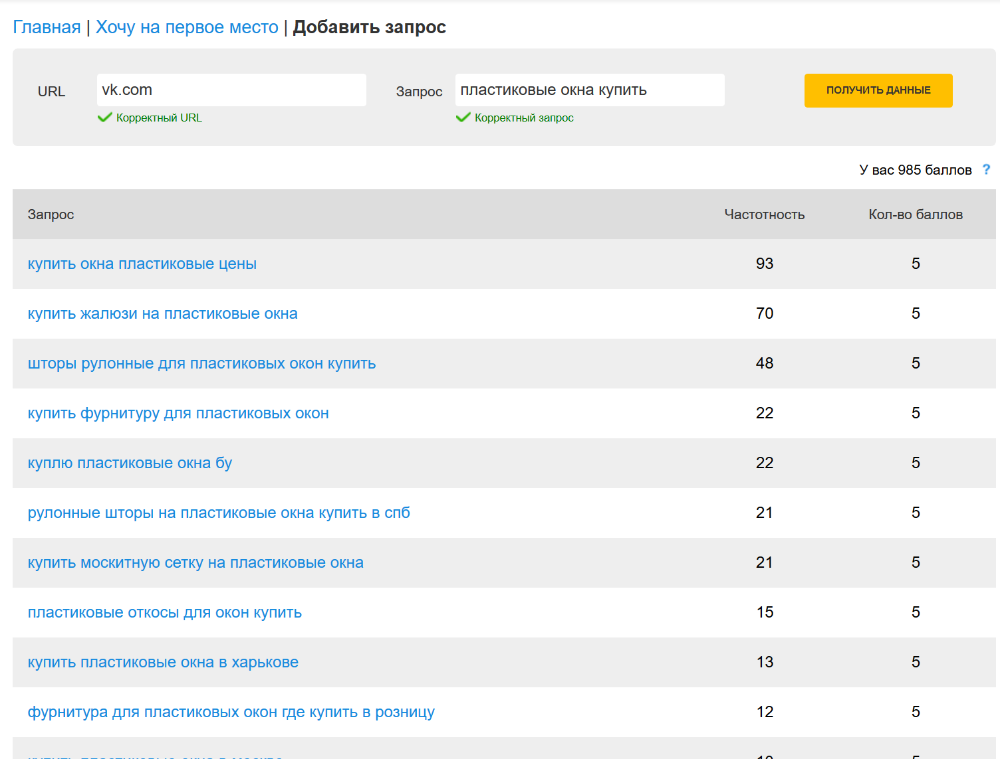 Главная | Хочу на первое место | Добавить запрос
URL vk.com Запрос пластиковые окна купить ПОЛУЧИТЬ ДАННЫЕ
Корректный URL Корректный запрос
У вас 985 баллов ?
Запрос Частотность Кол-во баллов
купить окна пластиковые цены 93 5
купить жалюзи на пластиковые окна 70 5
шторы рулонные для пластиковых окон купить 48 5
купить фурнитуру для пластиковых окон 22 5
куплю пластиковые окна бу 22 5
рулонные шторы на пластиковые окна купить в спб 21 5
купить москитную сетку на пластиковые окна 21 5
пластиковые откосы для окон купить 15 5
купить пластиковые окна в харькове 13 5
фурнитура для пластиковых окон где купить в розницу 12 5